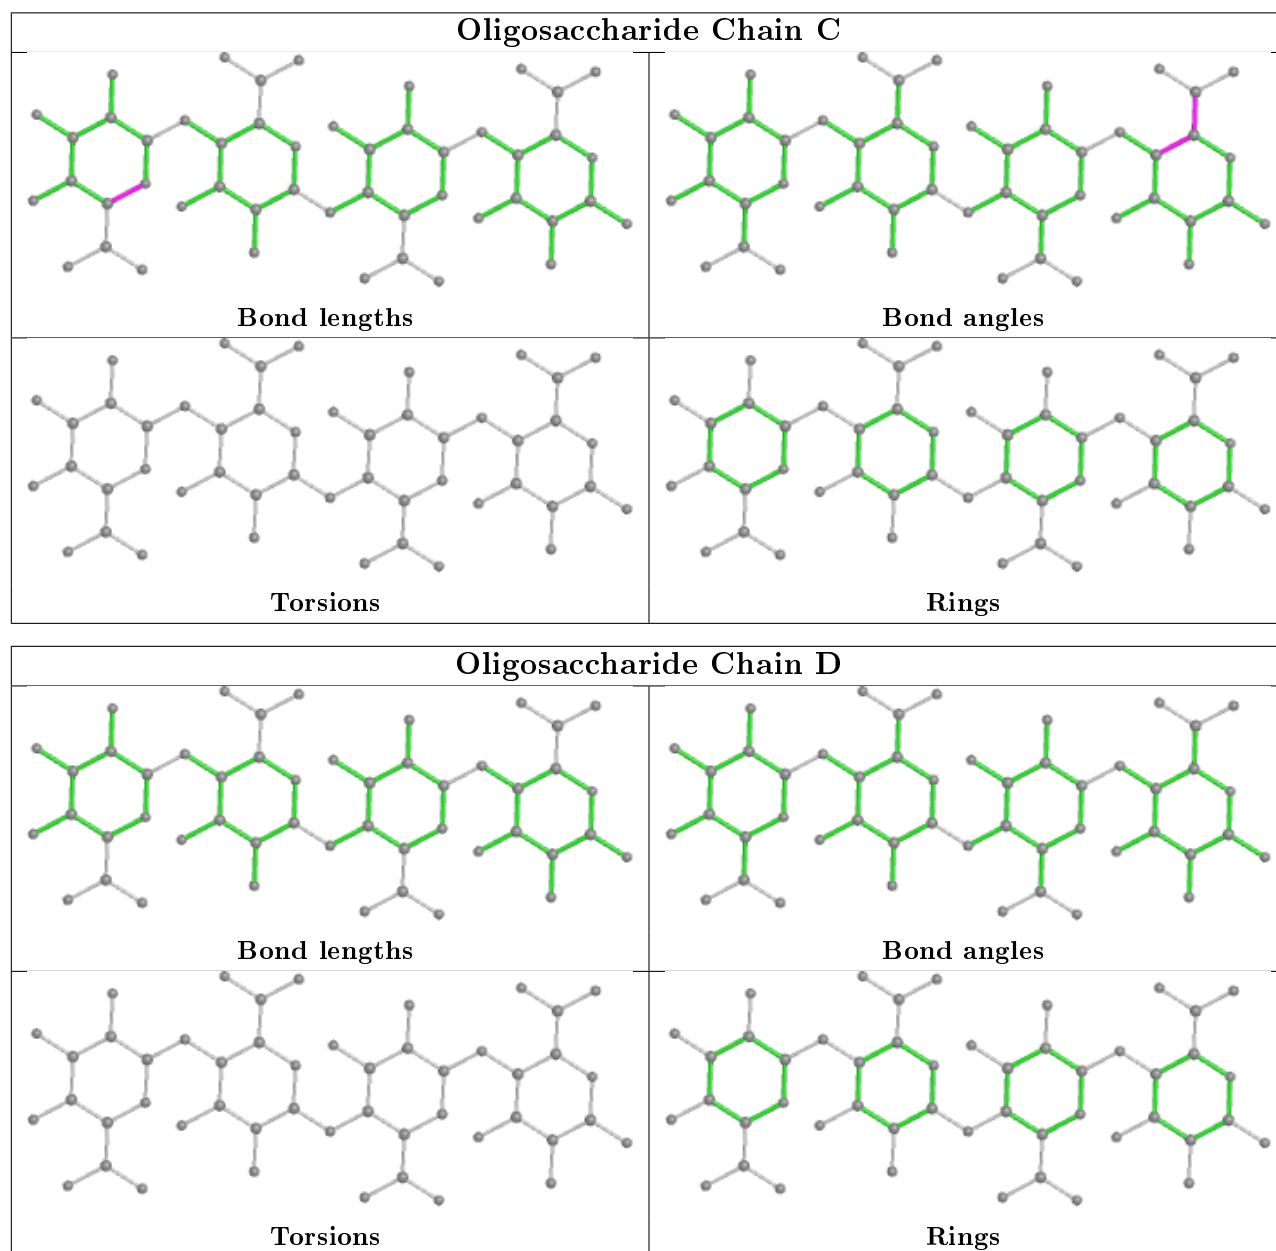 Oligosaccharide Chain C
Bond lengths
Bond angles
Torsions
Rings
Oligosaccharide Chain D
Bond lengths
Bond angles
Torsions
Rings